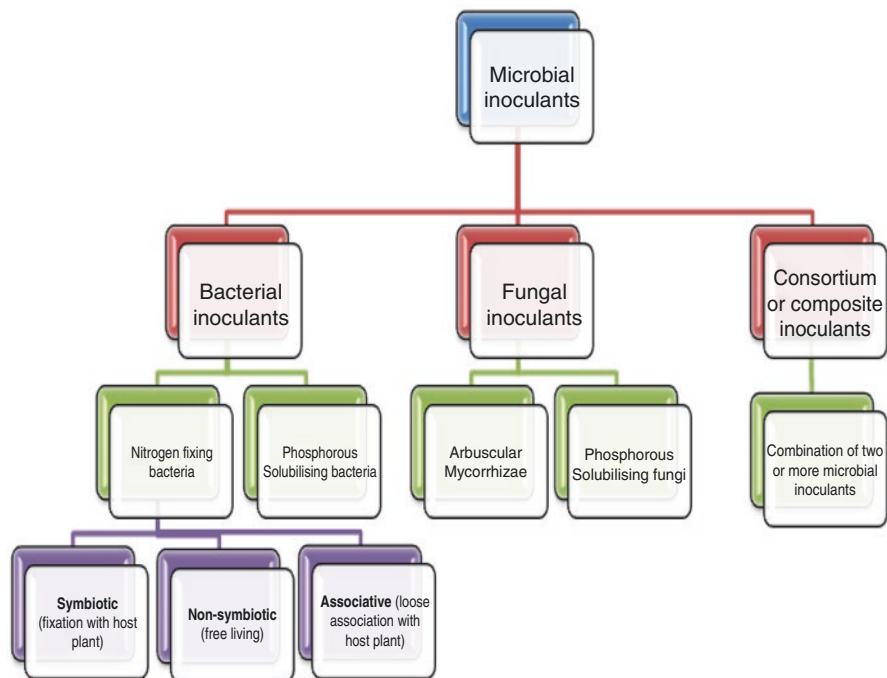 Microbial
inoculants
Bacterial
inoculants
Fungal
inoculants
Consortium
or composite
inoculants
Nitrogen fixing
bacteria
Phosphorous
Solubilising bacteria
Arbuscular
Mycorrhizae
Phosphorous
Solubilising fungi
Combination of two
or more microbial
inoculants
Symbiotic
(fixation with host
plant)
Non-symbiotic
(free living)
Associative (loose
association with
host plant)